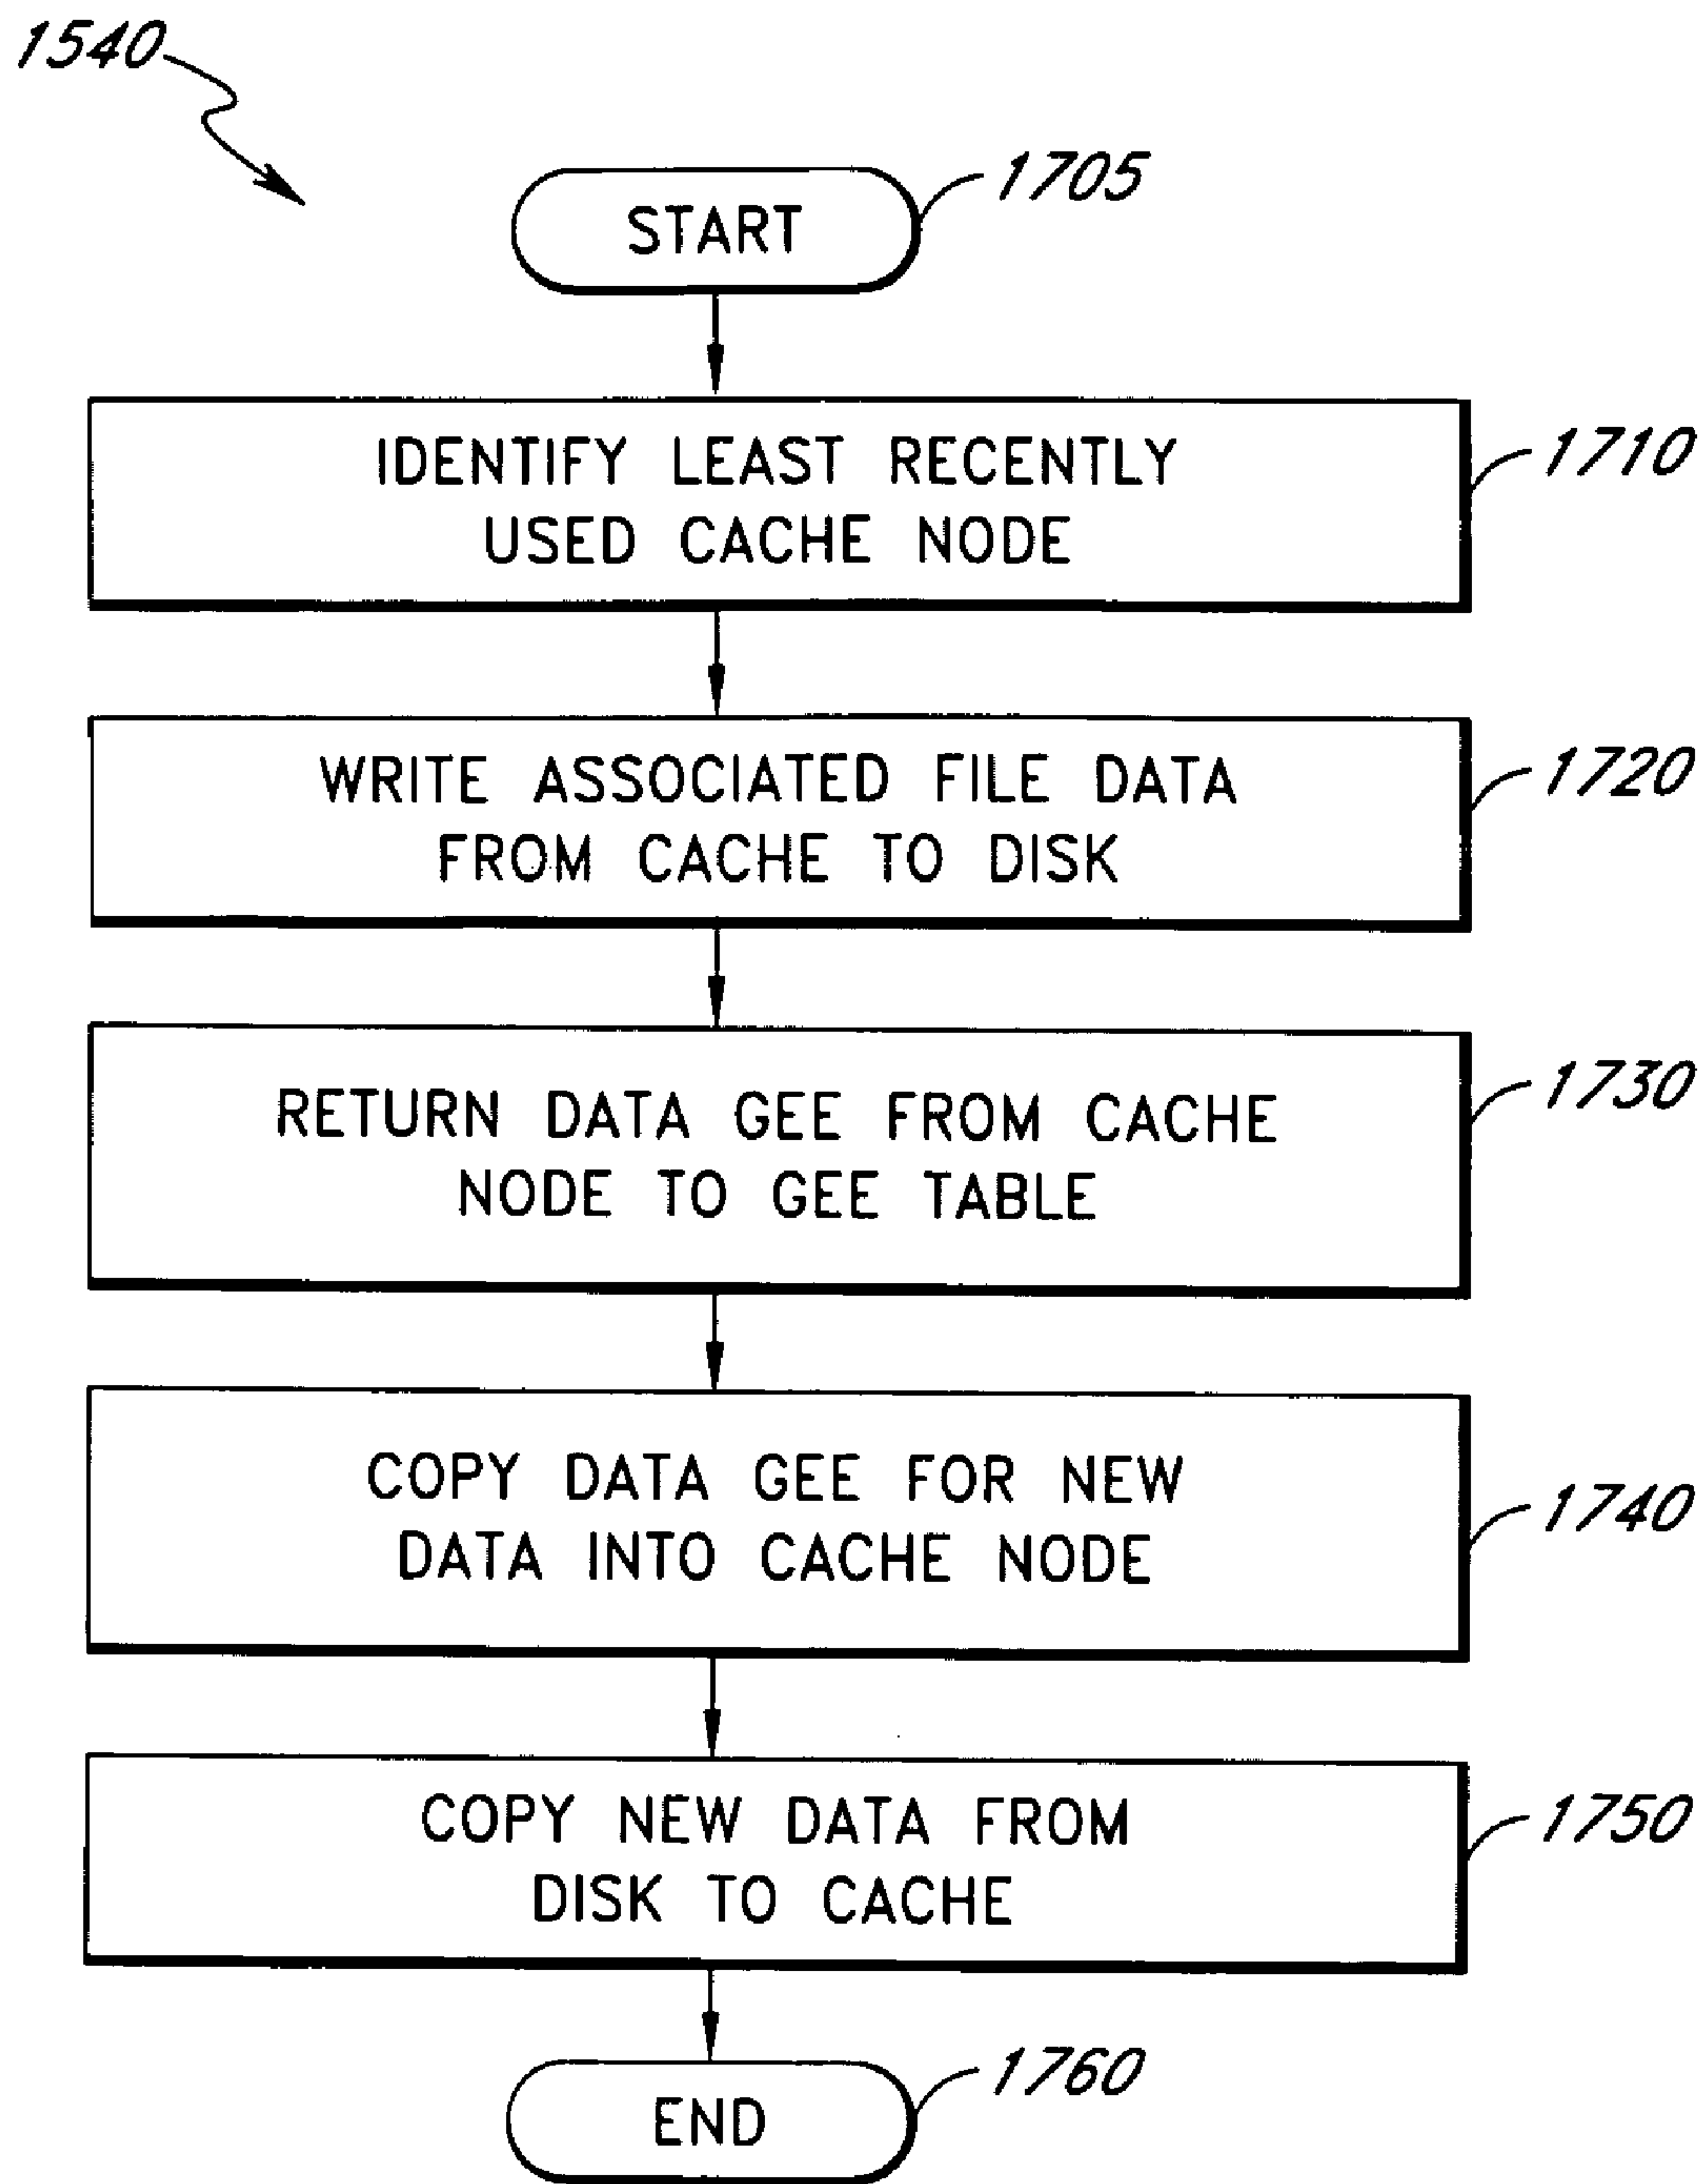 1540
START
1705
IDENTIFY LEAST RECENTLY
USED CACHE NODE
1710
WRITE ASSOCIATED FILE DATA
FROM CACHE TO DISK
1720
RETURN DATA GEE FROM CACHE
NODE TO GEE TABLE
1730
COPY DATA GEE FOR NEW
DATA INTO CACHE NODE
1740
COPY NEW DATA FROM
DISK TO CACHE
1750
END
1760